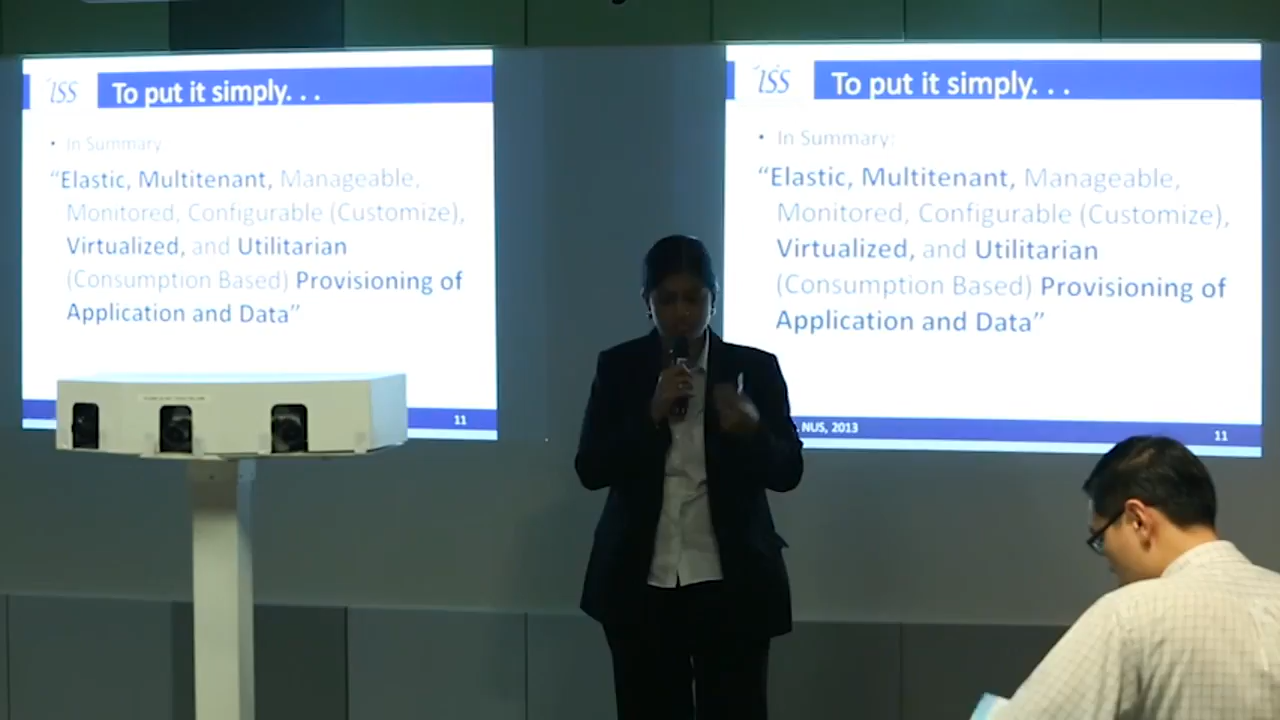 ISS
To put it simply. . .
• In Summary
“Elastic, Multitenant, Manageable,
Monitored, Configurable (Customize),
Virtualized, and Utilitarian
(Consumption Based) Provisioning of
Application and Data”
11
ISS
To put it simply. . .
• In Summary:
“Elastic, Multitenant, Manageable,
Monitored, Configurable (Customize),
Virtualized, and Utilitarian
(Consumption Based) Provisioning of
Application and Data”
NUS, 2013
11